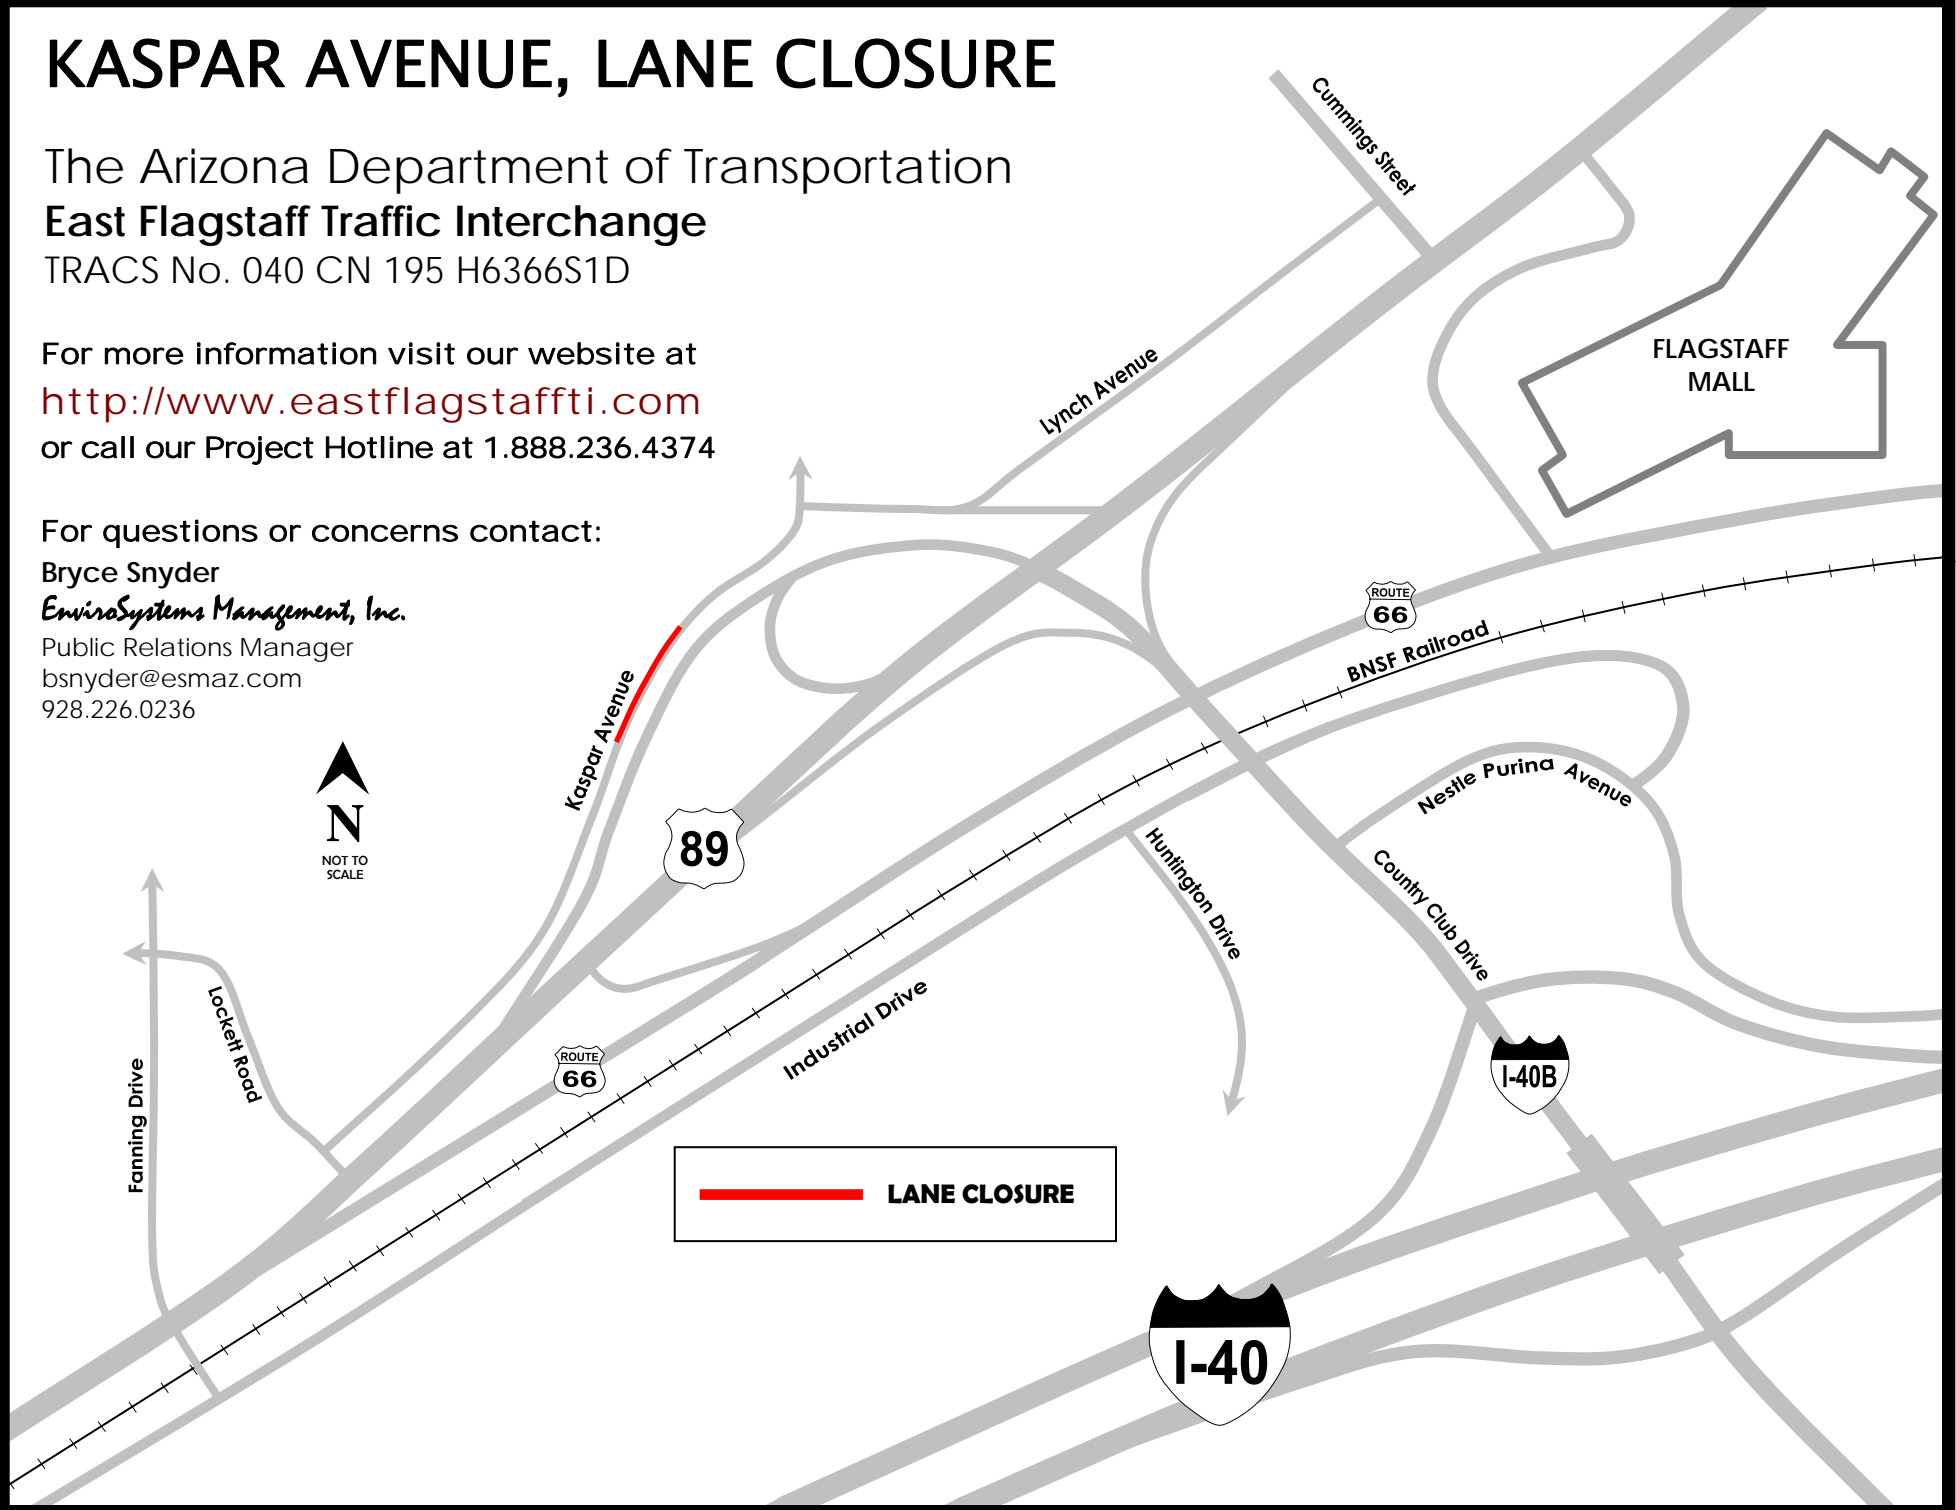 KASPAR AVENUE, LANE CLOSURE
The Arizona Department of Transportation
East Flagstaff Traffic Interchange
TRACS No. 040 CN 195 H6366S1D
For more information visit our website at
http://www.eastflagstaffti.com
or call our Project Hotline at 1.888.236.4374
For questions or concerns contact:
Bryce Snyder
EnviroSystems Management, Inc.
Public Relations Manager
bsnyder@esmaz.com
928.226.0236
N
NOT TO
SCALE
Cummings Street
Lynch Avenue
FLAGSTAFF
MALL
ROUTE
66
BNSF Railroad
Kaspar Avenue
89
Nestle Purina Avenue
Huntington Drive
Country Club Drive
Lockett Road
Fanning Drive
Industrial Drive
ROUTE
66
I-40B
LANE CLOSURE
I-40